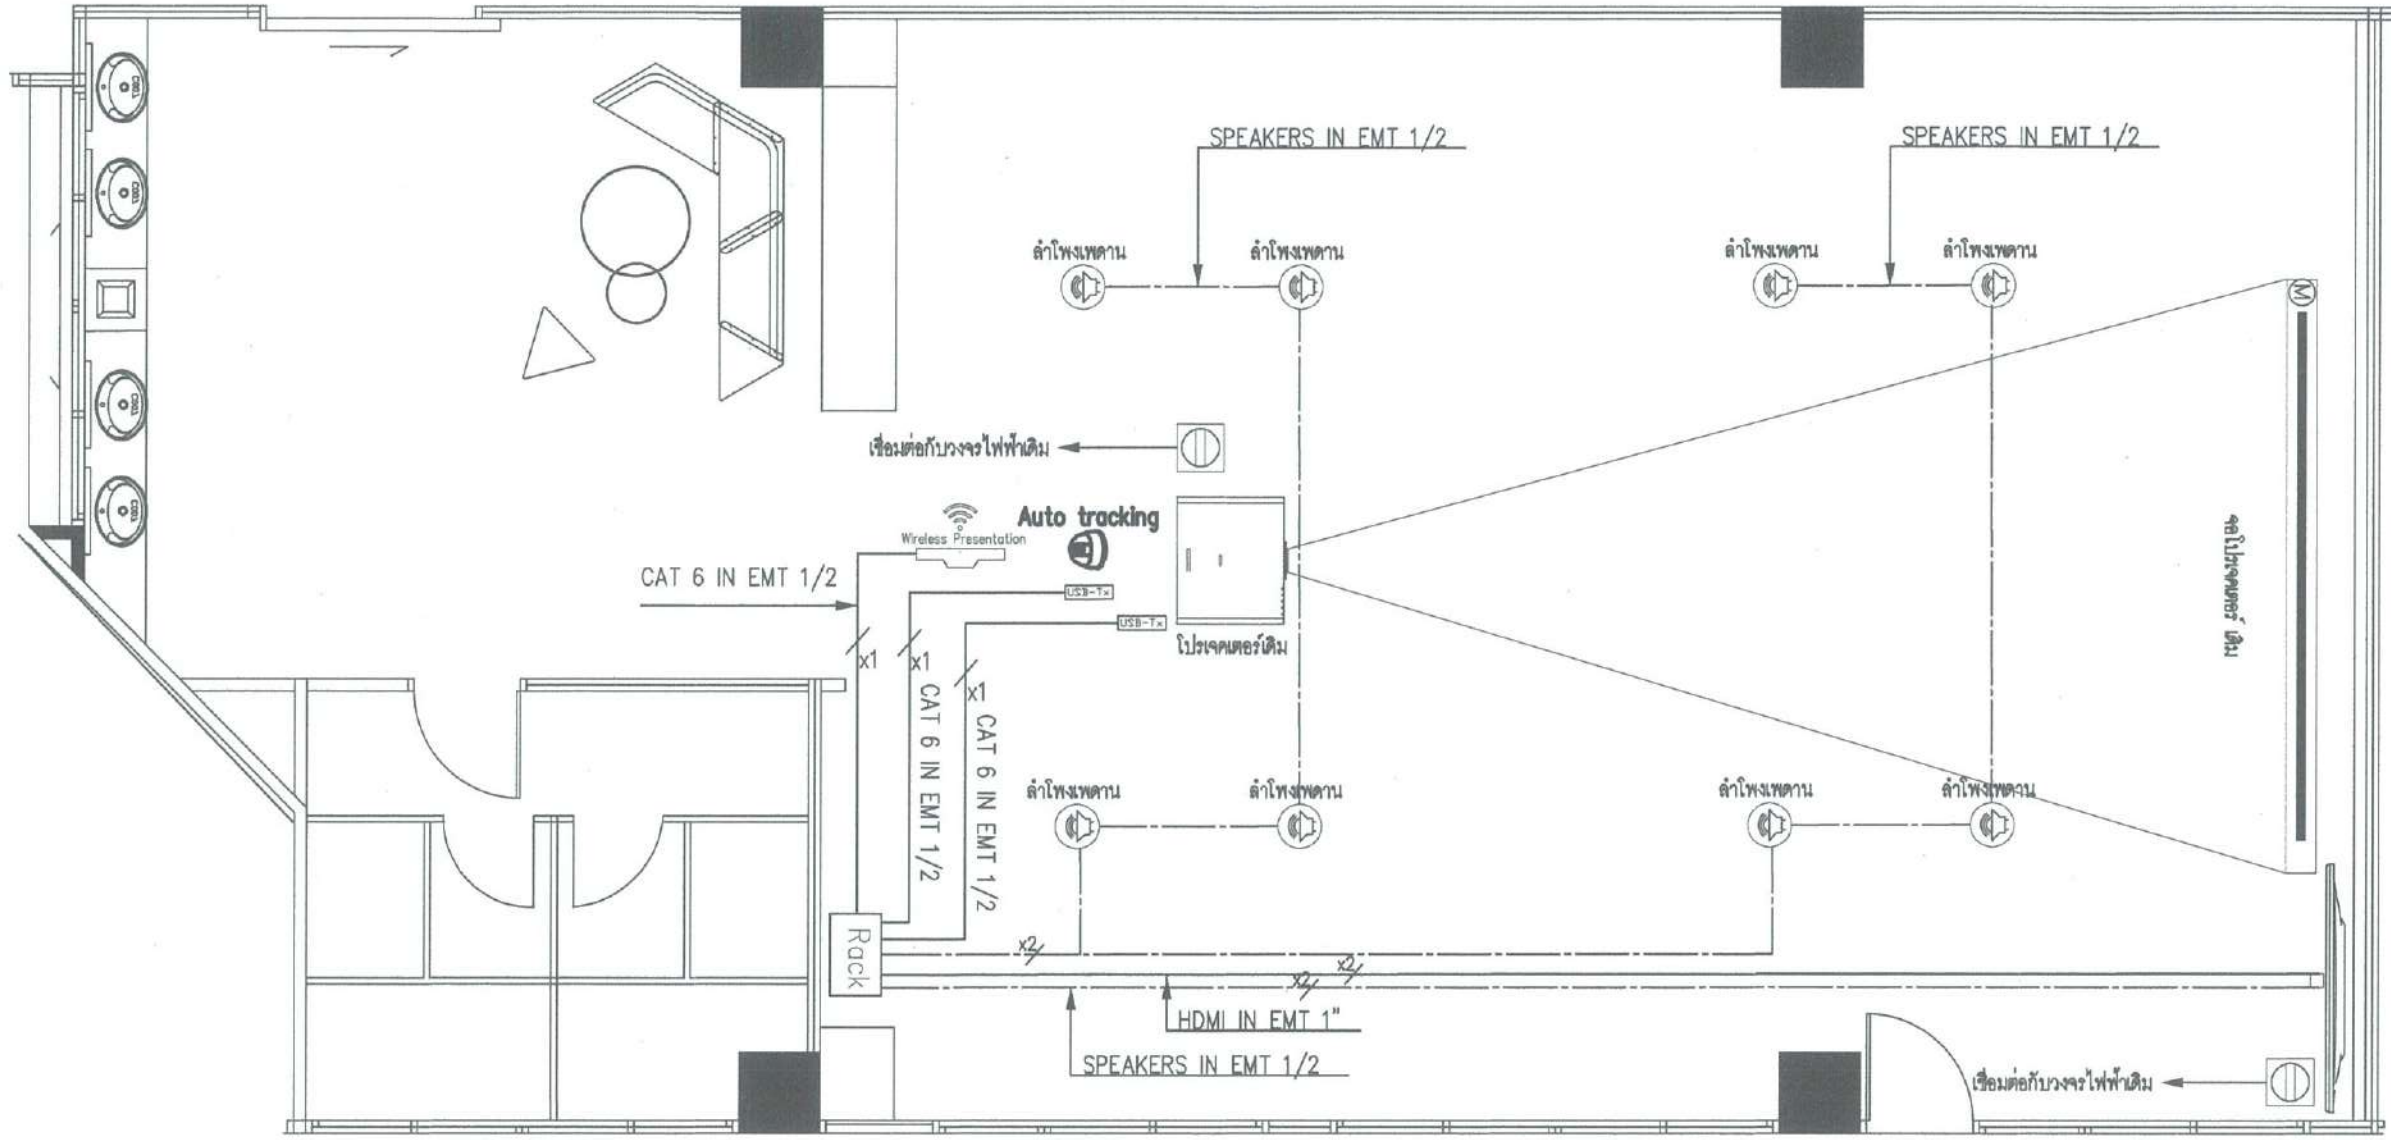 SPEAKERS IN EMT 1/2
SPEAKERS IN EMT 1/2
ลำโพงเพดาน
ลำโพงเพดาน
ลำโพงเพดาน
ลำโพงเพดาน
M
เชื่อมต่อกับวงจรไฟฟ้าเดิม
Auto tracking
Wireless Presentation
CAT 6 IN EMT 1/2
USB-Tx
USB-Tx
โปรเจคเตอร์เดิม
จอโปรเจคเตอร์ เดิม
x1
x1
x1
CAT 6 IN EMT 1/2
CAT 6 IN EMT 1/2
ลำโพงเพดาน
ลำโพงเพดาน
ลำโพงเพดาน
ลำโพงเพดาน
Rack
x2
x2
x2
HDMI IN EMT 1"
SPEAKERS IN EMT 1/2
เชื่อมต่อกับวงจรไฟฟ้าเดิม